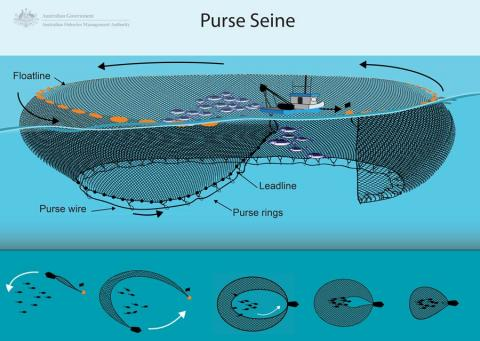 Purse Seine
Australian Government
Australian Fisheries Management Authority
Floatline
Leadline
Purse wire
Purse rings